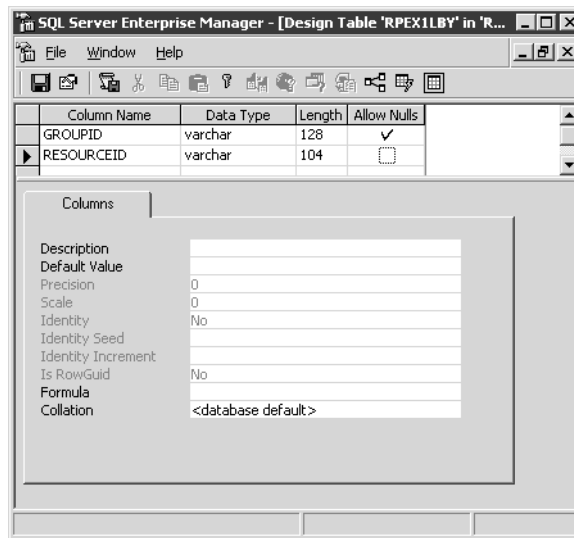 SQL Server Enterprise Manager - [Design Table 'RPEX1LBY' in 'R...
File Window Help
Column Name Data Type Length Allow Nulls
GROUPID varchar 128
RESOURCEID varchar 104
Columns
Description
Default Value
Precision 0
Scale 0
Identity No
Identity Seed
Identity Increment
Is RowGuid No
Formula
Collation <database default>